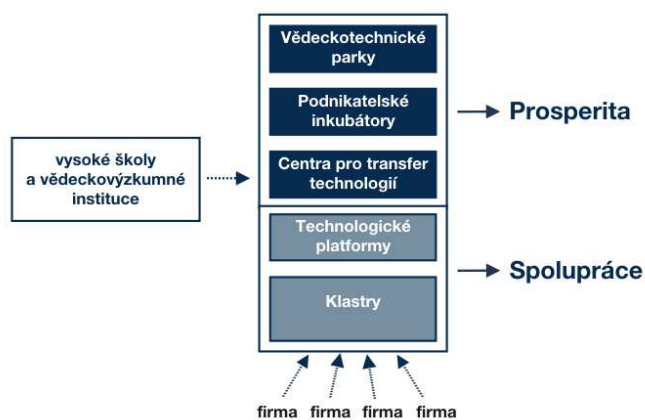 Vědeckotechnické
parky
Podnikatelské
inkubátory
Prosperita
vysoké školy
a vědeckovýzkumné
instituce
Centra pro transfer
technologií
Technologické
platformy
Spolupráce
Klastry
firma firma firma firma